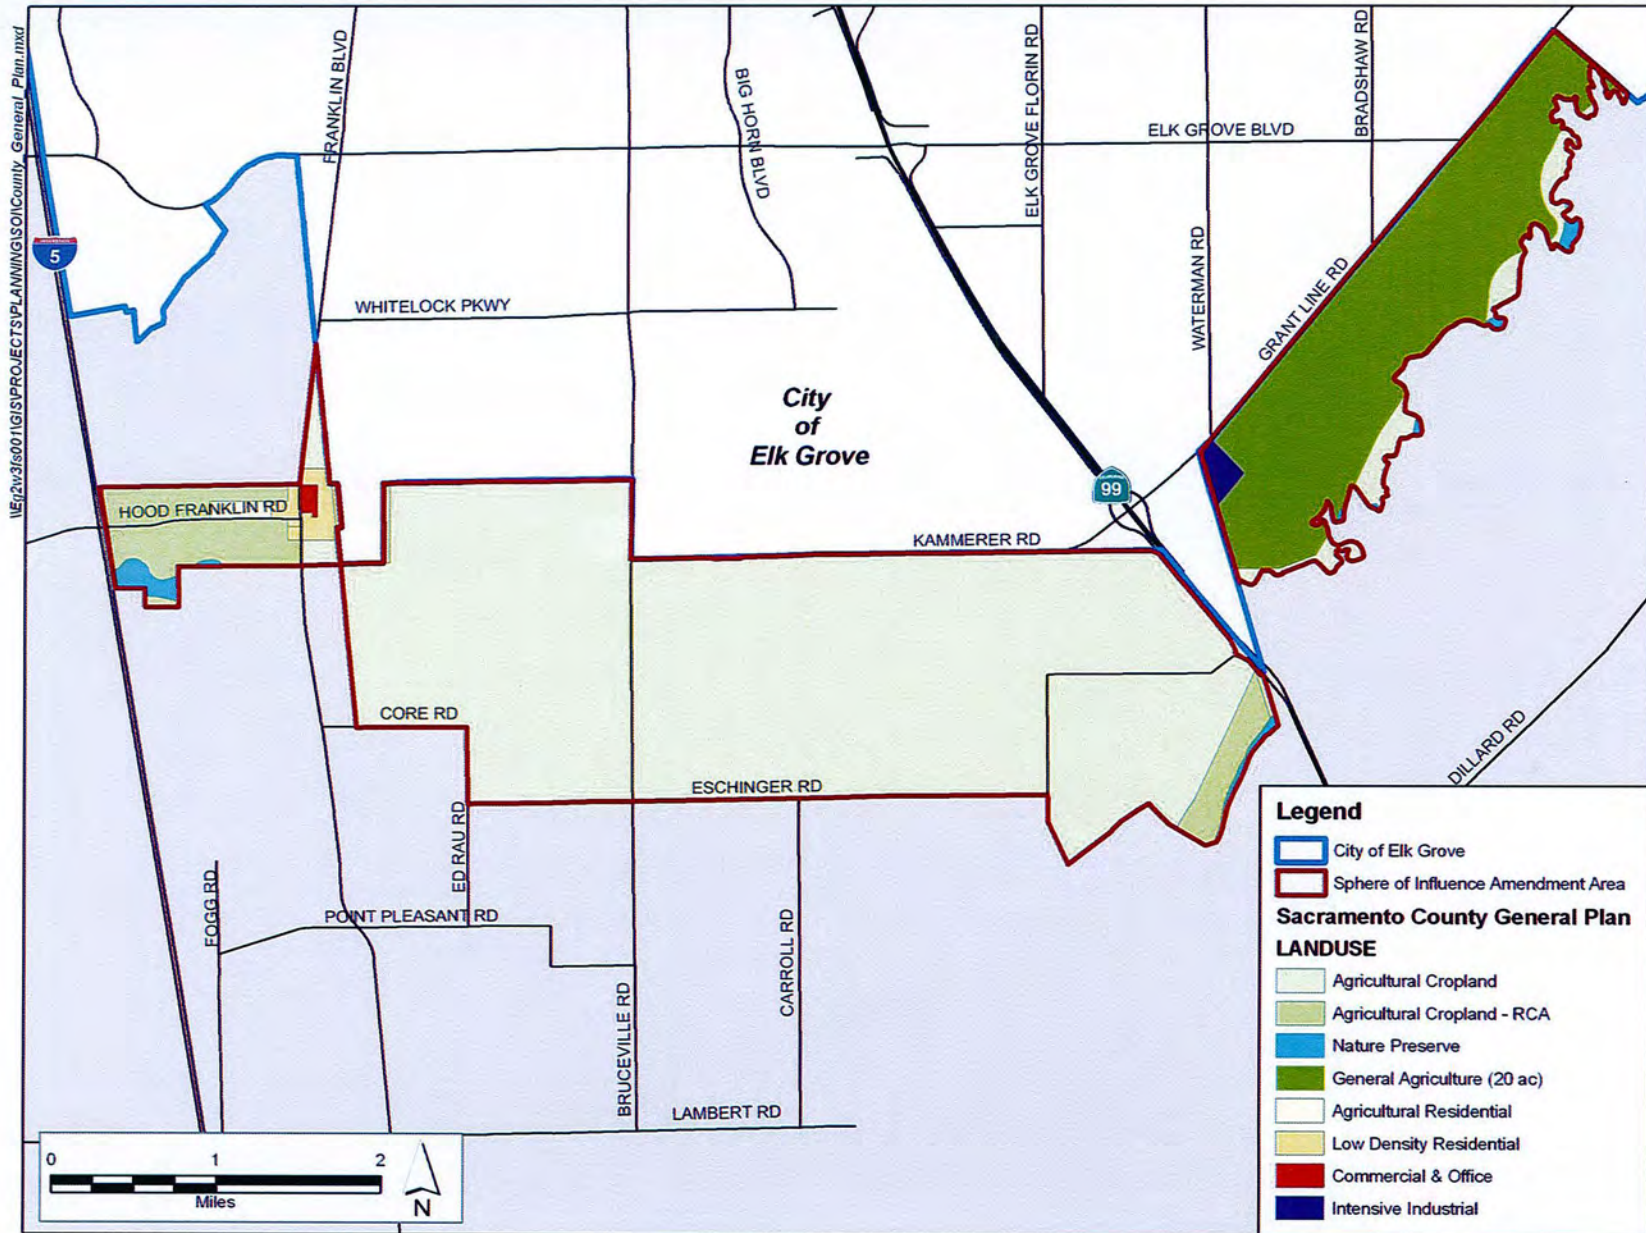 \\Eg2w3fs001\GIS\PROJECTS\PLANNING\SOI\County_General_Plan.mxd
FRANKLIN BLVD
BIG HORN BLVD
ELK GROVE FLORIN RD
ELK GROVE BLVD
BRADSHAW RD
5
WATERMAN RD
GRANT LINE RD
WHITELOCK PKWY
City
of
Elk Grove
99
HOOD FRANKLIN RD
KAMMERER RD
CORE RD
ESCHINGER RD
DILLARD RD
ED RAU RD
FOGG RD
POINT PLEASANT RD
CARROLL RD
BRUCEVILLE RD
LAMBERT RD
0 1 2
Miles
N
Legend
City of Elk Grove
Sphere of Influence Amendment Area
Sacramento County General Plan
LANDUSE
Agricultural Cropland
Agricultural Cropland - RCA
Nature Preserve
General Agriculture (20 ac)
Agricultural Residential
Low Density Residential
Commercial & Office
Intensive Industrial